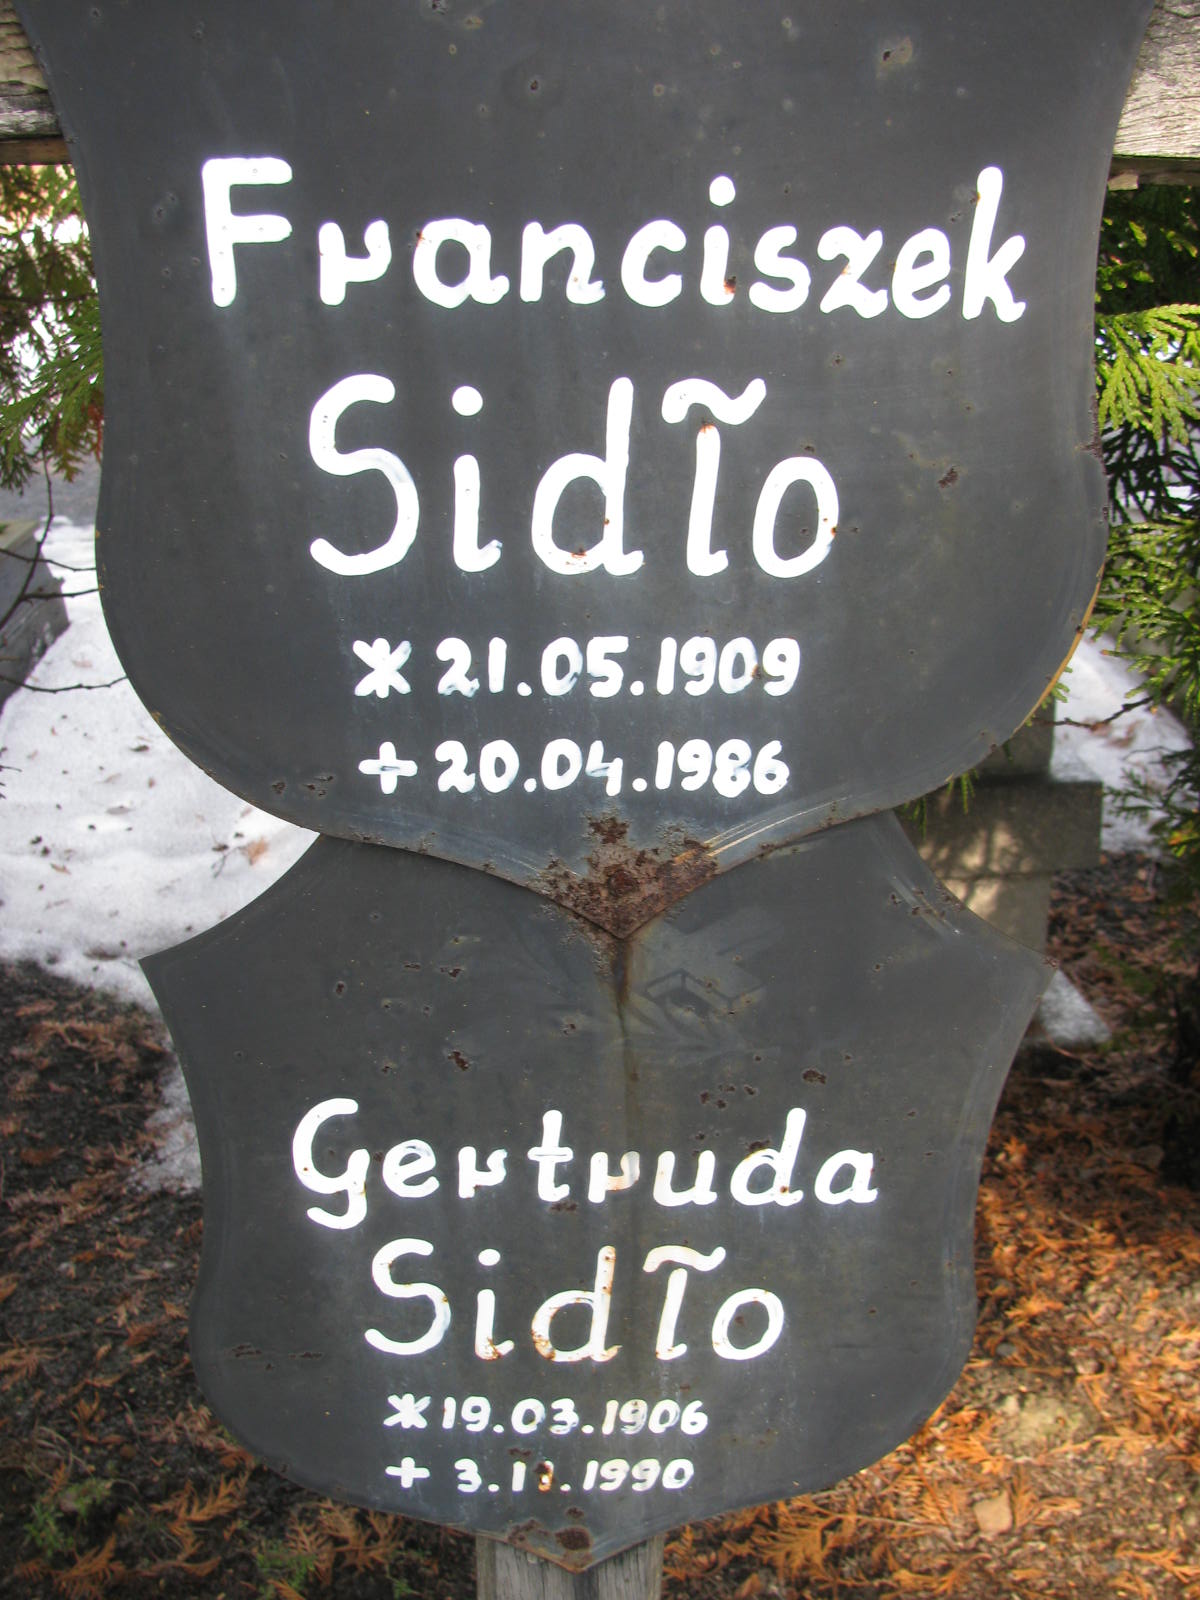 Franciszek
Sidło
* 21.05.1909
+ 20.04.1986
Gertruda
Sidło
* 19.03.1906
+ 3.11.1990